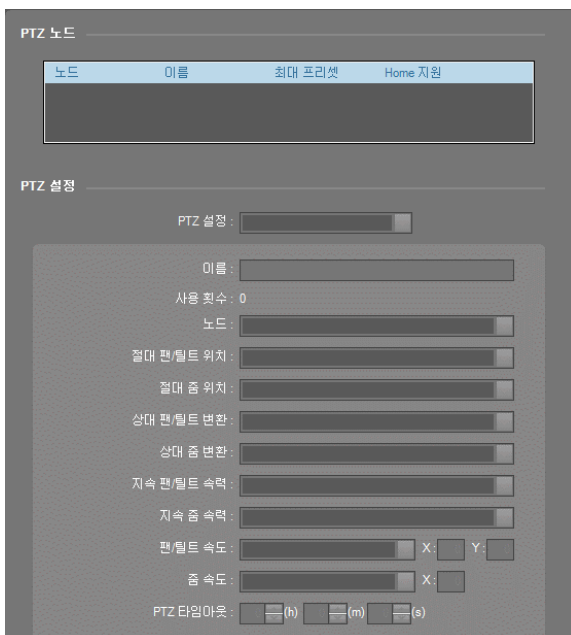 PTZ 노드
노드 이름 최대 프리셋 Home 지원
PTZ 설정
PTZ 설정 :
이름 :
사용 횟수 : 0
노드 :
절대 팬/틸트 위치 :
절대 줌 위치 :
상대 팬/틸트 변환 :
상대 줌 변환 :
지속 팬/틸트 속력 :
지속 줌 속력 :
팬/틸트 속도 : X: Y:
줌 속도 : X:
PTZ 타임아웃 : (h) (m) (s)